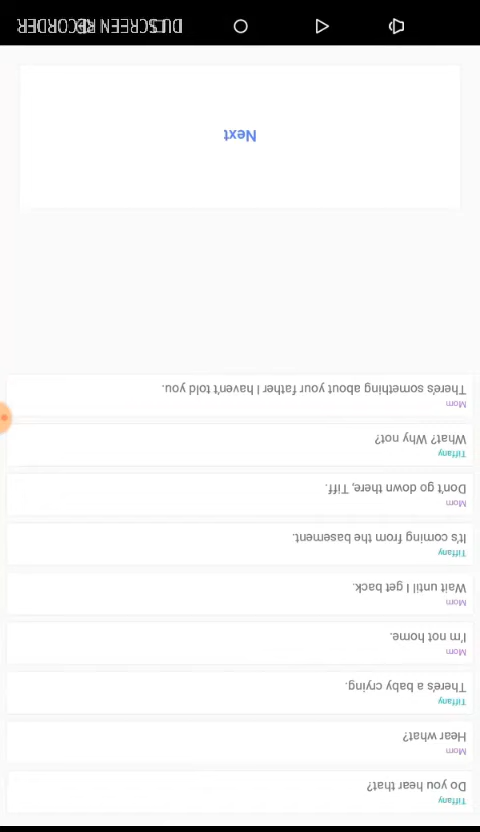 Tiffany
Do you hear that?
Mom
Hear what?
Tiffany
There's a baby crying.
Mom
I'm not home.
Mom
Wait until I get back.
Tiffany
It's coming from the basement.
Mom
Don't go down there, Tiff.
Tiffany
What? Why not?
Mom
There's something about your father I haven't told you.
Next
DU SCREEN RECORDER